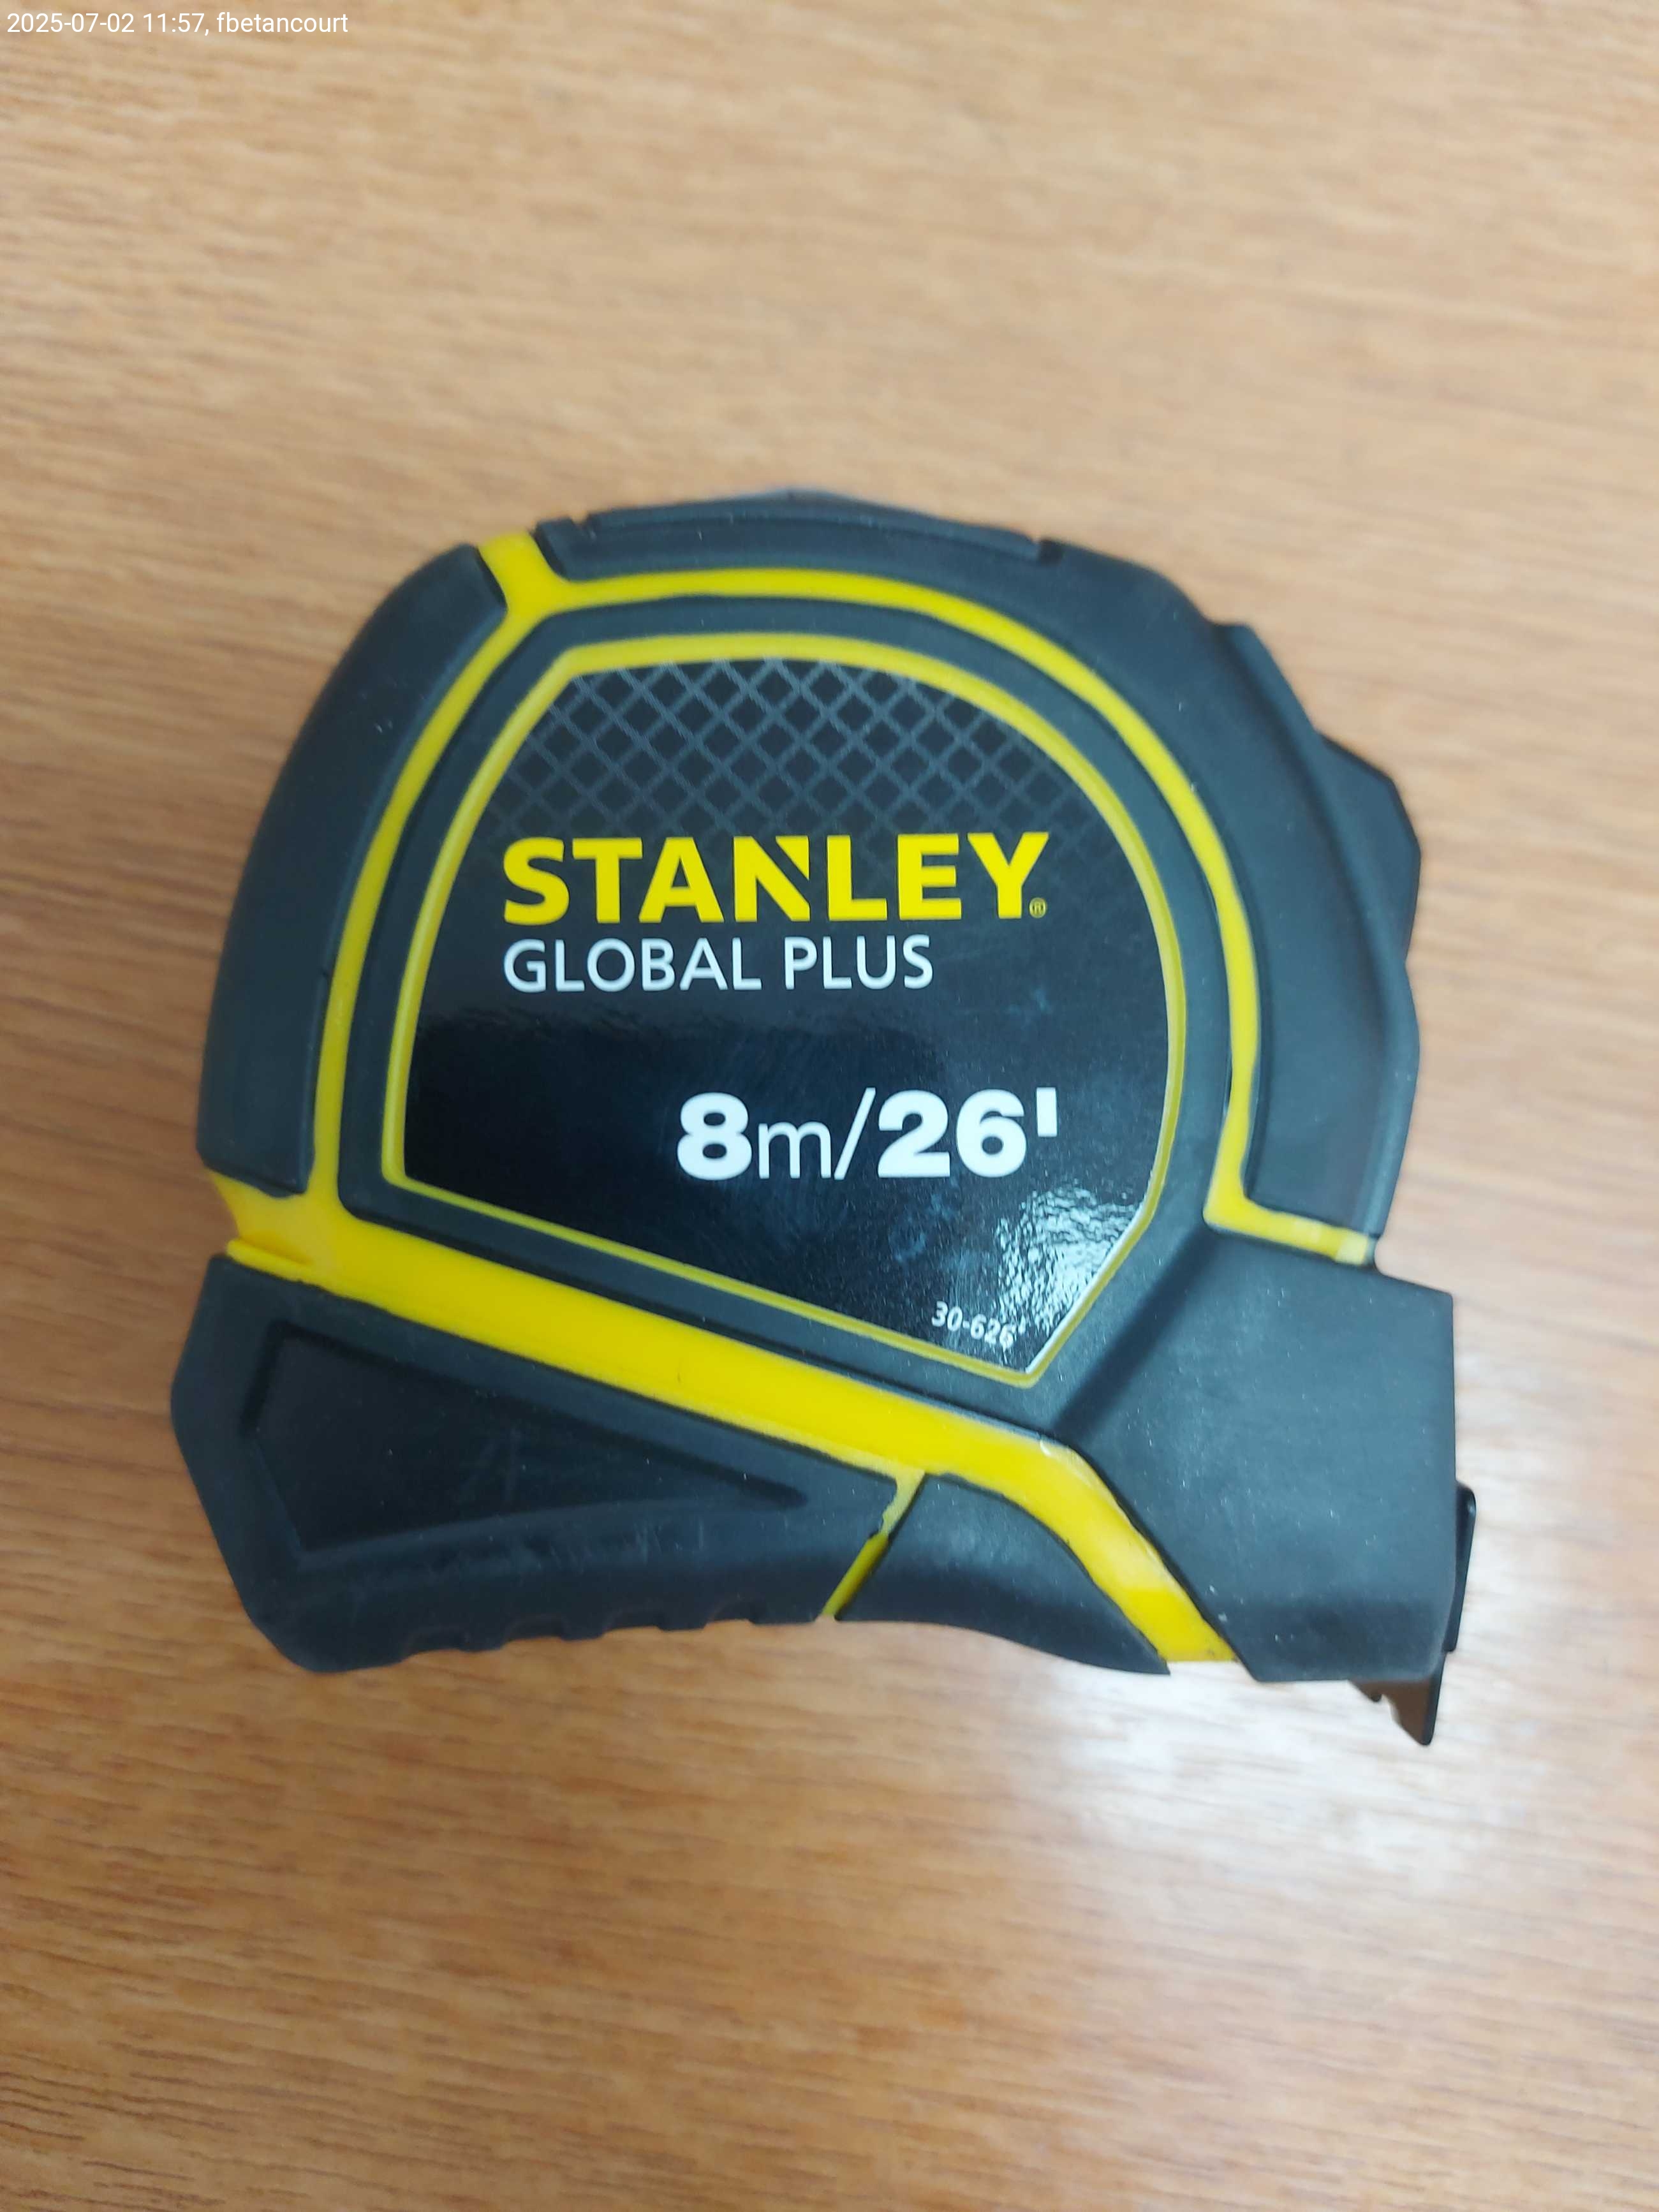 2025-07-02 11:57, fbetancourt
STANLEY®
GLOBAL PLUS
8m/26'
30-626